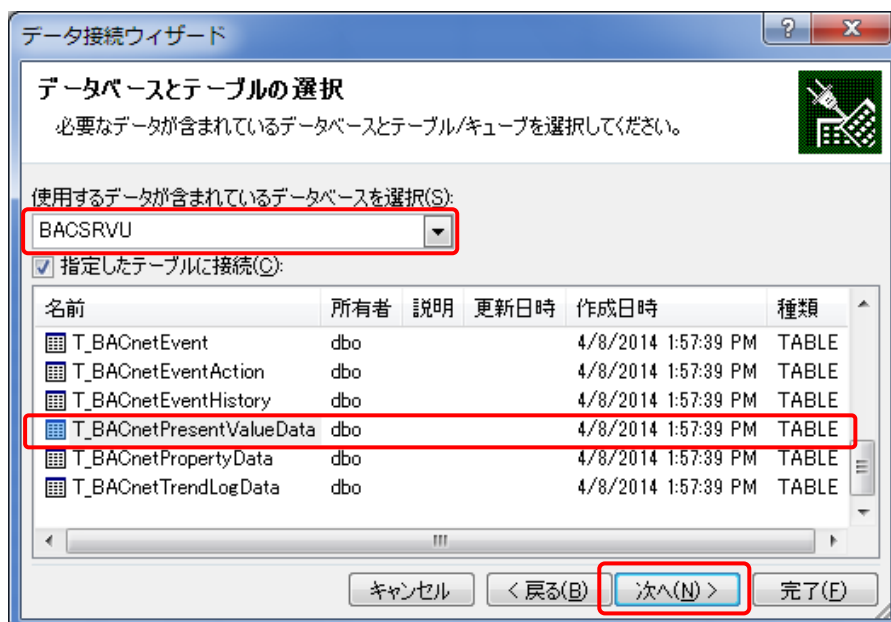 データ接続ウィザード
データベースとテーブルの選択
必要なデータが含まれているデータベースとテーブル/キューブを選択してください。
使用するデータが含まれているデータベースを選択(S):
BACSRVU
指定したテーブルに接続(C):
名前 所有者 説明 更新日時 作成日時 種類
T_BACnetEvent dbo 4/8/2014 1:57:39 PM TABLE
T_BACnetEventAction dbo 4/8/2014 1:57:39 PM TABLE
T_BACnetEventHistory dbo 4/8/2014 1:57:39 PM TABLE
T_BACnetPresentValueData dbo 4/8/2014 1:57:39 PM TABLE
T_BACnetPropertyData dbo 4/8/2014 1:57:39 PM TABLE
T_BACnetTrendLogData dbo 4/8/2014 1:57:39 PM TABLE
キャンセル < 戻る(B) 次へ(N) > 完了(F)